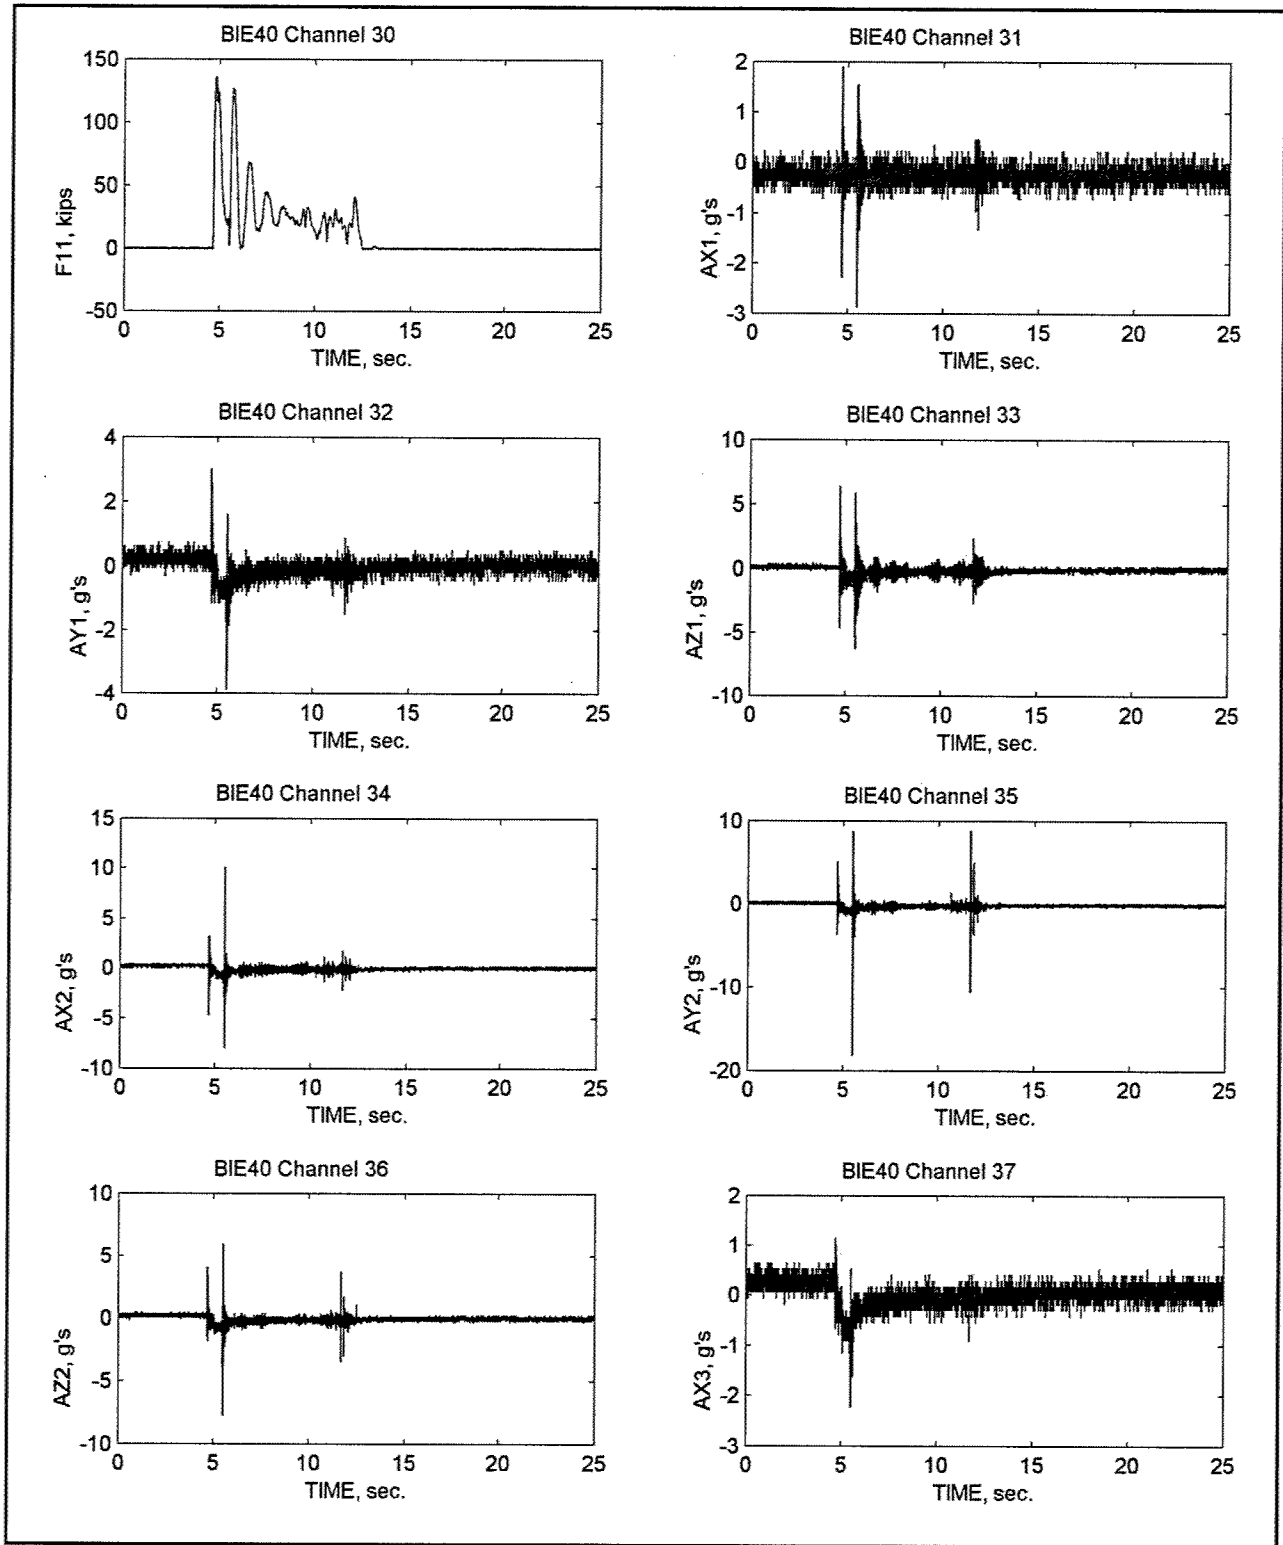 BIE40 Channel 30
150
100
50
0
-50
F11, kips
0 5 10 15 20 25
TIME, sec.
BIE40 Channel 31
2
1
0
-1
-2
-3
AX1, g's
0 5 10 15 20 25
TIME, sec.
BIE40 Channel 32
4
2
0
-2
-4
AY1, g's
0 5 10 15 20 25
TIME, sec.
BIE40 Channel 33
10
5
0
-5
-10
AZ1, g's
0 5 10 15 20 25
TIME, sec.
BIE40 Channel 34
15
10
5
0
-5
-10
AX2, g's
0 5 10 15 20 25
TIME, sec.
BIE40 Channel 35
10
0
-10
-20
AY2, g's
0 5 10 15 20 25
TIME, sec.
BIE40 Channel 36
10
5
0
-5
-10
AZ2, g's
0 5 10 15 20 25
TIME, sec.
BIE40 Channel 37
2
1
0
-1
-2
-3
AX3, g's
0 5 10 15 20 25
TIME, sec.